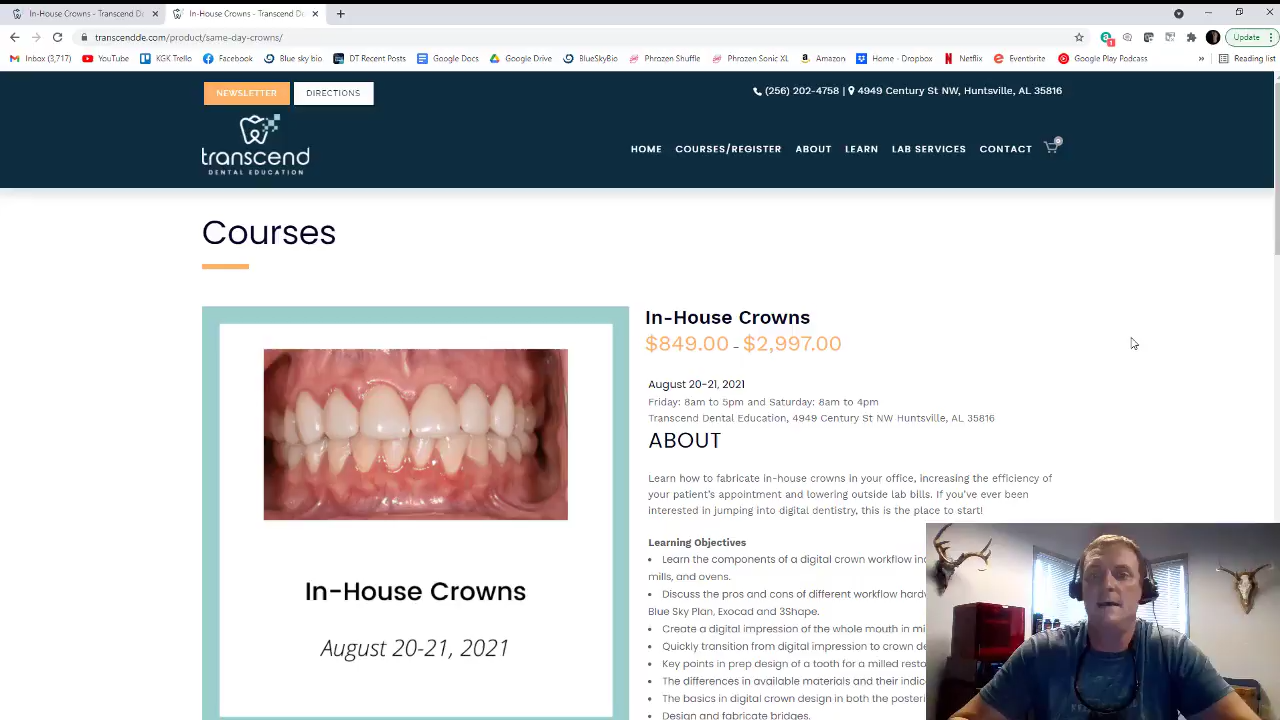 In-House Crowns - Transcend D
In-House Crowns - Transcend De
transcendde.com/product/same-day-crowns/
Update
Inbox (3,717)
YouTube
KGK Trello
Facebook
Blue sky bio
DT Parent Posts
Google Docs
Google Drive
BlueSkyBio
Phrozen Shuffle
Phrozen Sonic XL
Amazon
Home - Dropbox
Netflix
Eventbrite
Google Play Podcast
»
Reading list
NEWSLETTER
DIRECTIONS
(256) 202-4758 | 4949 Century St NW, Huntsville, AL 35816
transcend
DENTAL EDUCATION
HOME COURSES/REGISTER ABOUT LEARN LAB SERVICES CONTACT 0
Courses
In-House Crowns
$849.00 – $2,997.00
August 20-21, 2021
Friday: 8am to 5pm and Saturday: 8am to 4pm
Transcend Dental Education, 4949 Century St NW Huntsville, AL 35816
ABOUT
Learn how to fabricate in-house crowns in your office, increasing the efficiency of
your patient's appointment and lowering outside lab bills. If you've ever been
interested in jumping into digital dentistry, this is the place to start!
Learning Objectives
• Learn the components of a digital crown workflow in
mills, and ovens.
• Discuss the pros and cons of different workflow hard
Blue Sky Plan, Exocad and 3Shape.
• Create a digital impression of the whole mouth in mi
• Quickly transition from digital impression to crown de
• Key points in prep design of a tooth for a milled resto
• The differences in available materials and their indic
• The basics in digital crown design in both the posteri
• Design and fabricate bridges.
In-House Crowns
August 20-21, 2021